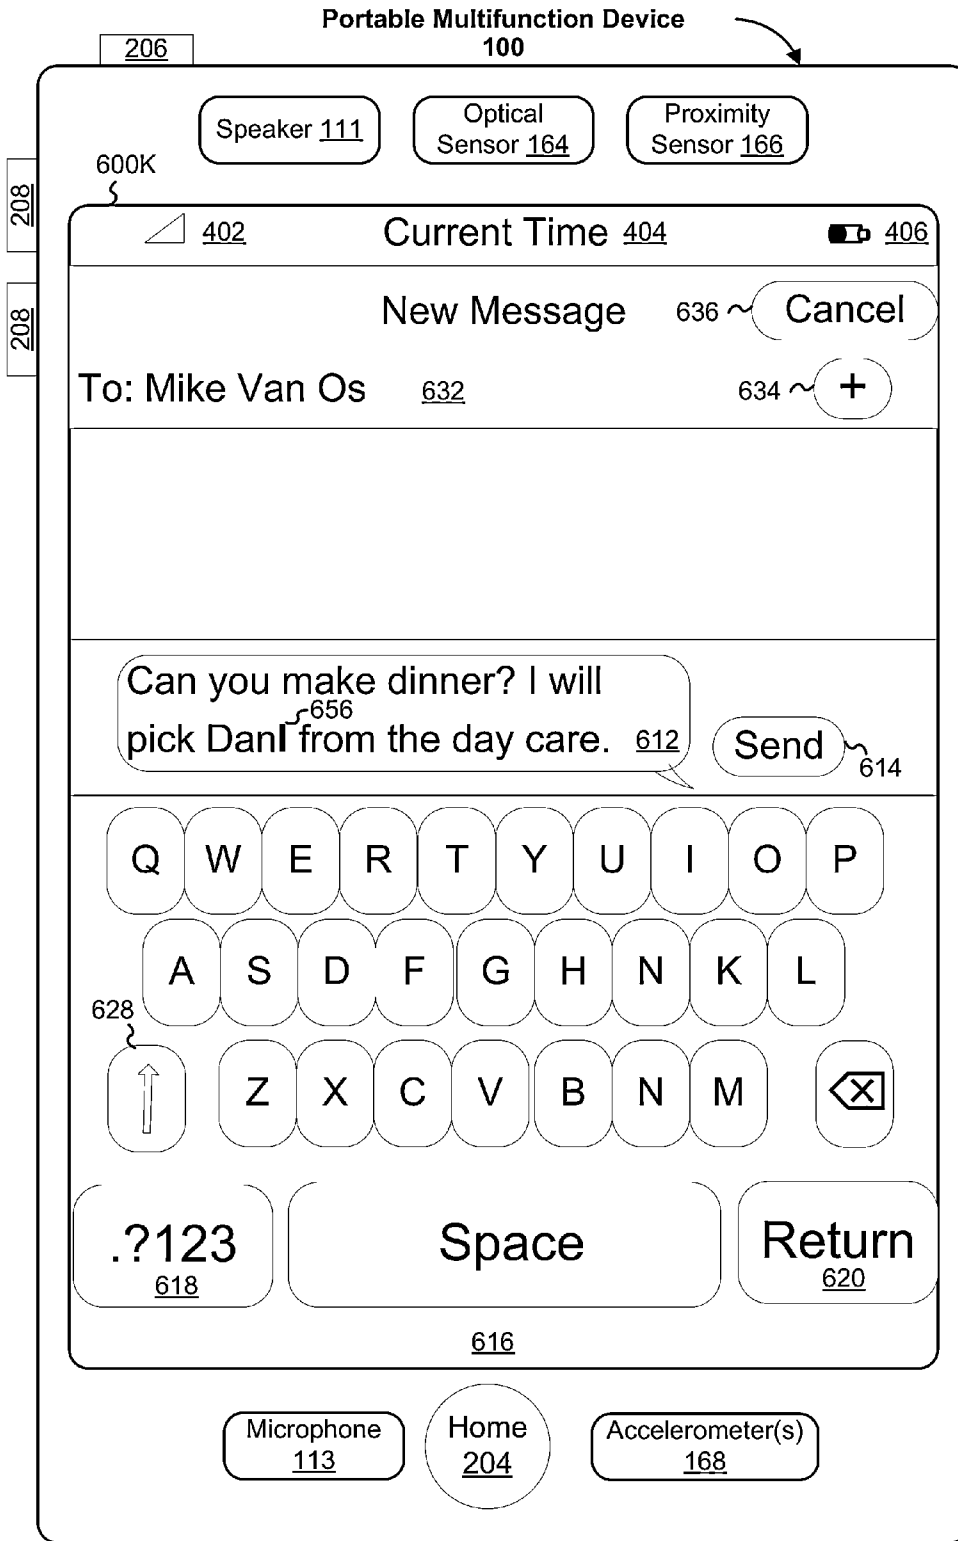 Portable Multifunction Device
100
206
Speaker 111
Optical
Sensor 164
Proximity
Sensor 166
600K
208
208
402
Current Time 404
406
New Message
636
Cancel
To: Mike Van Os
632
634
+
Can you make dinner? I will
656
pick Dan from the day care.
612
Send
614
Q W E R T Y U I O P
A S D F G H N K L
628
Z X C V B N M
.?123
618
Space
Return
620
616
Microphone
113
Home
204
Accelerometer(s)
168